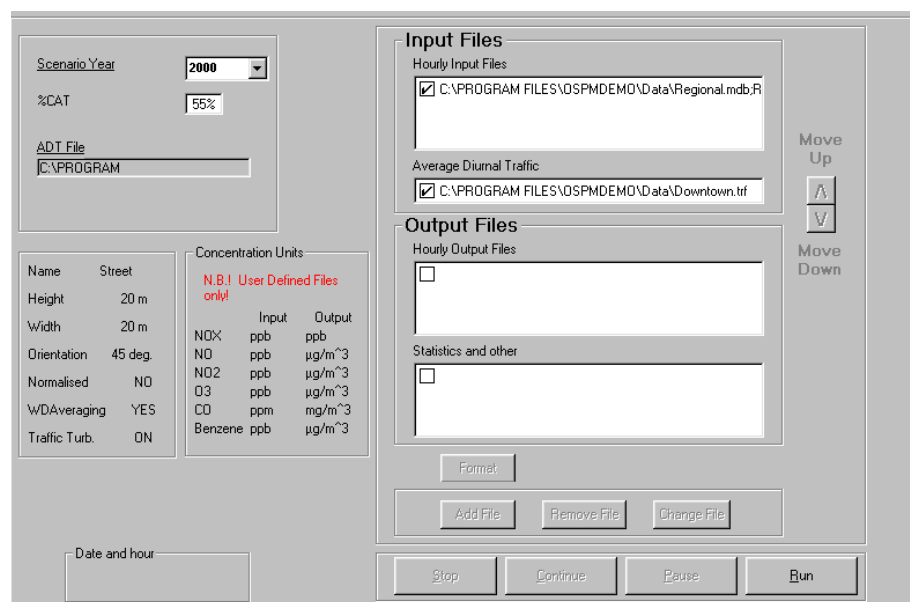 Scenario Year 2000
%CAT 55%
ADT File
C:\PROGRAM
Name Street
Height 20 m
Width 20 m
Orientation 45 deg.
Normalised NO
WDAveraging YES
Traffic Turb. ON
Concentration Units
N.B.! User Defined Files
only!
Input Output
NOX ppb ppb
NO ppb µg/m^3
NO2 ppb µg/m^3
O3 ppb µg/m^3
CO ppm mg/m^3
Benzene ppb µg/m^3
Date and hour
Input Files
Hourly Input Files
C:\PROGRAM FILES\OSPMDEMO\Data\Regional.mdb;R
Average Diurnal Traffic
C:\PROGRAM FILES\OSPMDEMO\Data\Downtown.trf
Output Files
Hourly Output Files
Statistics and other
Move
Up
/\
\/
Move
Down
Format
Add File Remove File Change File
Stop Continue Pause Run